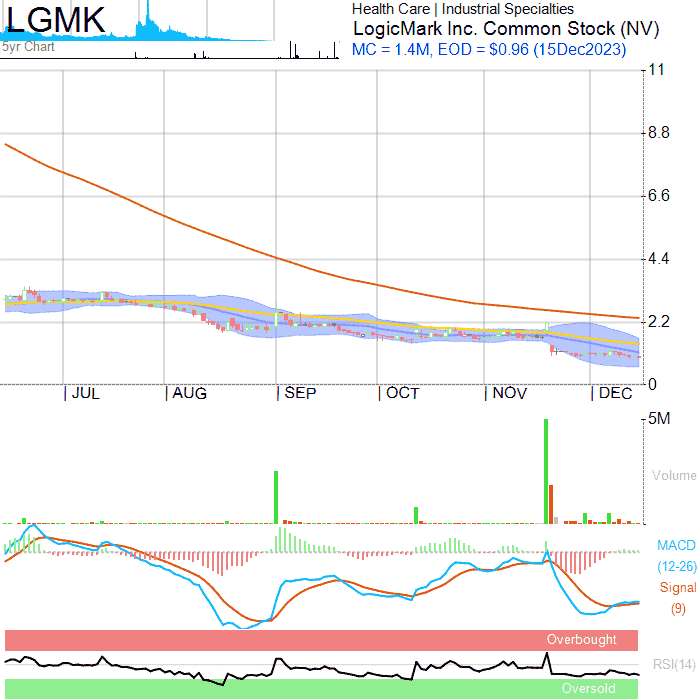 LGMK
5yr Chart
Health Care | Industrial Specialties
LogicMark Inc. Common Stock (NV)
MC = 1.4M, EOD = $0.96 (15Dec2023)
11
8.8
6.6
4.4
2.2
0
JUL
AUG
SEP
OCT
NOV
DEC
5M
Volume
MACD
(12-26)
Signal
(9)
Overbought
RSI(14)
Oversold